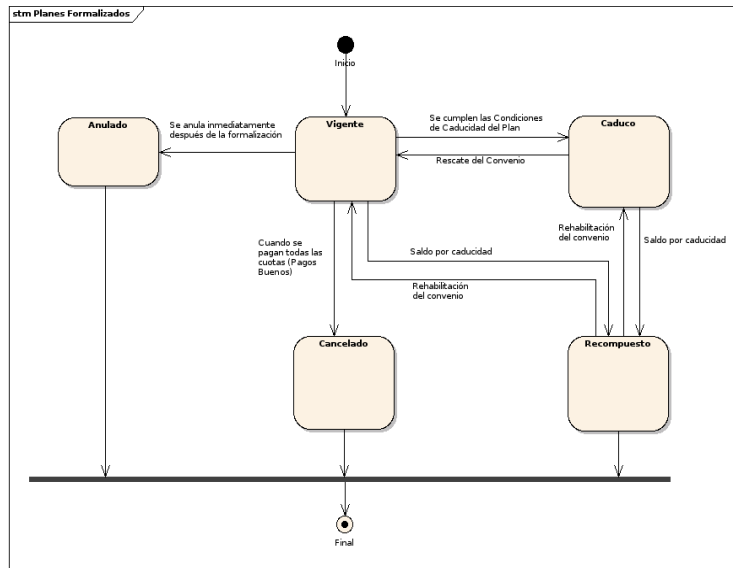 stm Planes Formalizados
Inicio
Anulado
Se anula inmediatamente
después de la formalización
Vigente
Se cumplen las Condiciones
de Caducidad del Plan
Caduco
Rescate del Convenio
Cuando se
pagan todas las
cuotas (Pagos
Buenos)
Saldo por caducidad
Rehabilitación
del convenio
Rehabilitación
del convenio
Saldo por caducidad
Cancelado
Recompuesto
Final